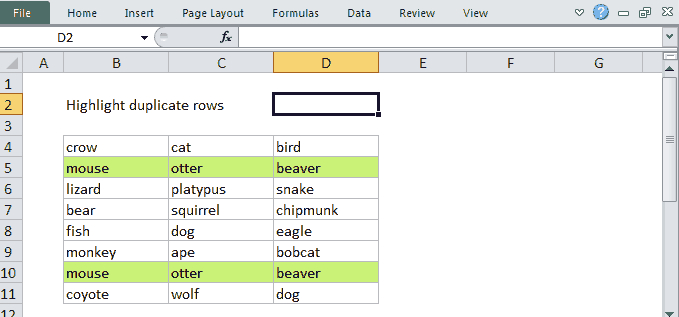 File Home Insert Page Layout Formulas Data Review View
D2 fx
A B C D E F G
1
2 Highlight duplicate rows
3
4 crow cat bird
5 mouse otter beaver
6 lizard platypus snake
7 bear squirrel chipmunk
8 fish dog eagle
9 monkey ape bobcat
10 mouse otter beaver
11 coyote wolf dog
12